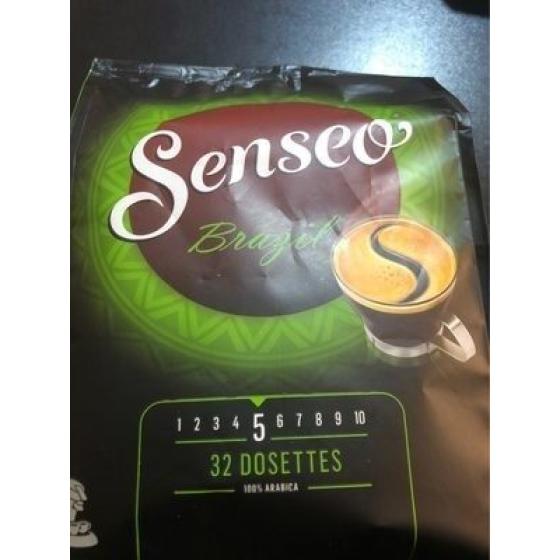 Senseo
Brazil
1 2 3 4 5 6 7 8 9 10
32 DOSETTES
100% ARABICA